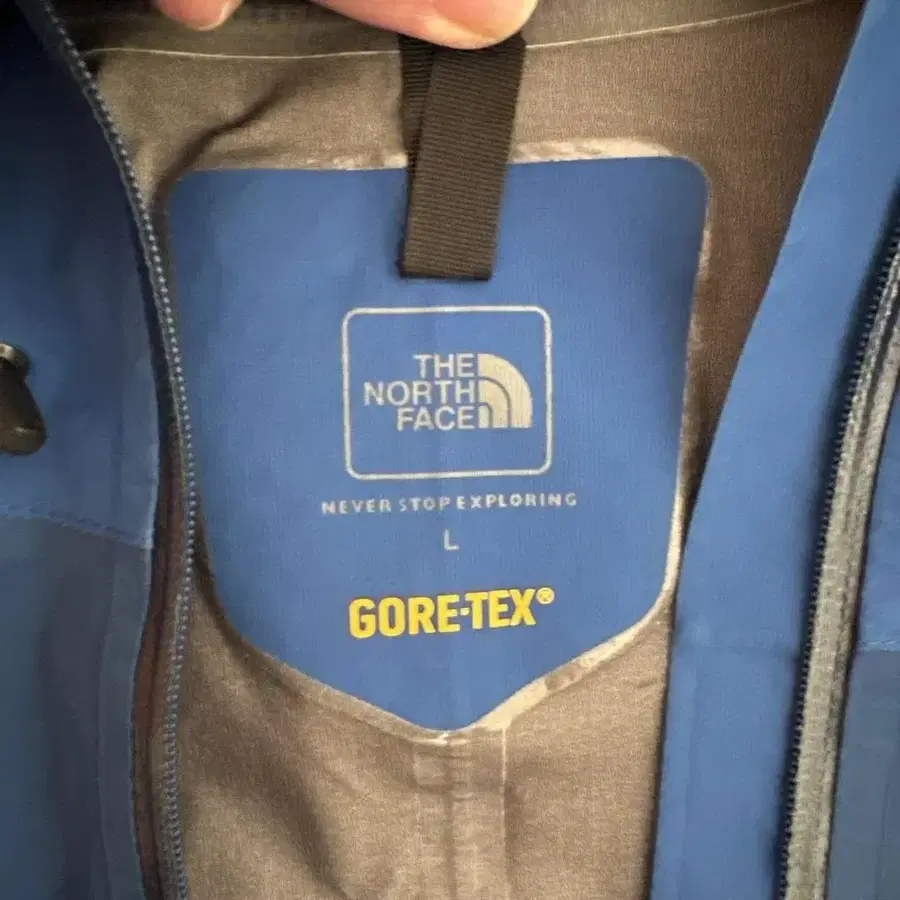 THE
NORTH
FACE
NEVER STOP EXPLORING
L
GORE-TEX®